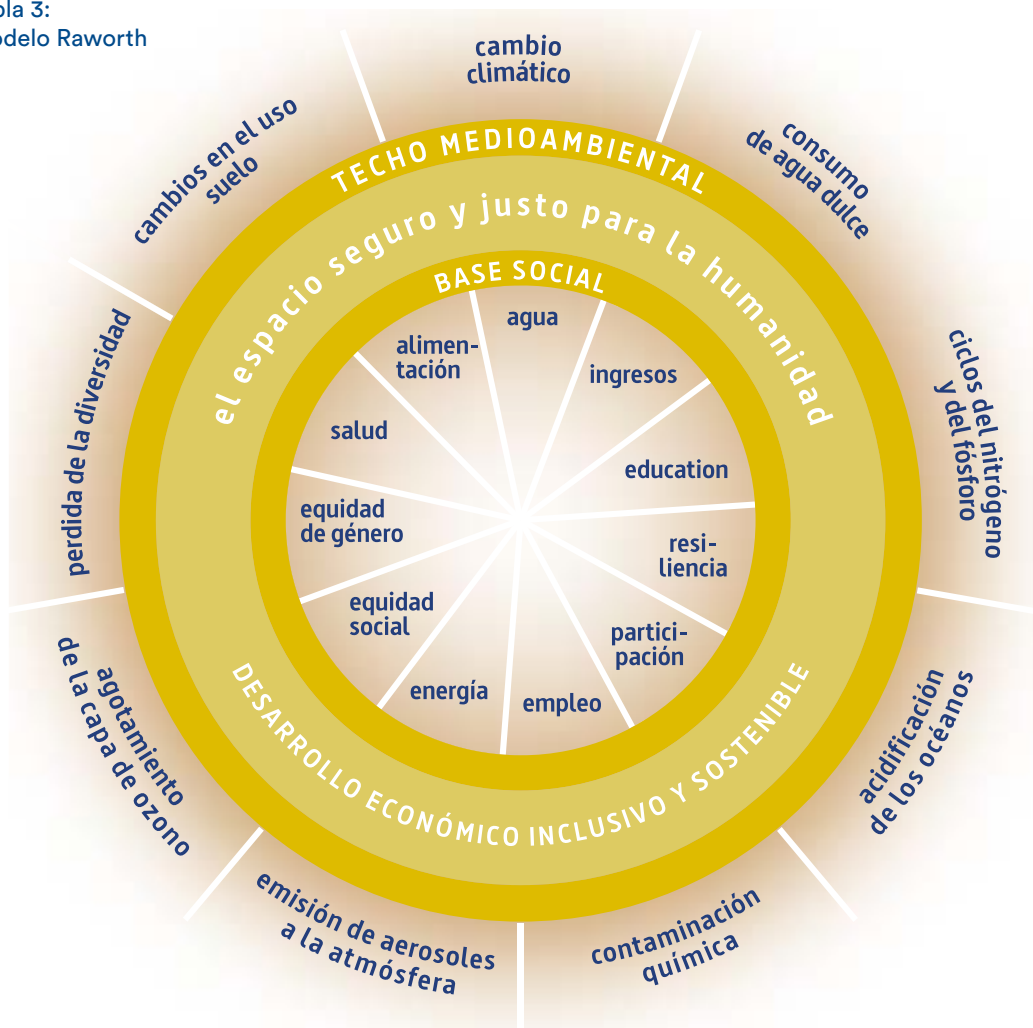 ola 3:
odelo Raworth
cambio
climático
consumo
de agua dulce
ciclos del nitrógeno
y del fósforo
acidificación
de los océanos
contaminación
química
emisión de aerosoles
a la atmósfera
agotamiento
de la capa de ozono
perdida de la diversidad
cambios en el uso
suelo
TECHO MEDIOAMBIENTAL
el espacio seguro y justo para la humanidad
BASE SOCIAL
agua
ingresos
education
resi-
liencia
partici-
pación
empleo
energía
equidad
social
equidad
de género
salud
alimen-
tación
DESARROLLO ECONÓMICO INCLUSIVO Y SOSTENIBLE